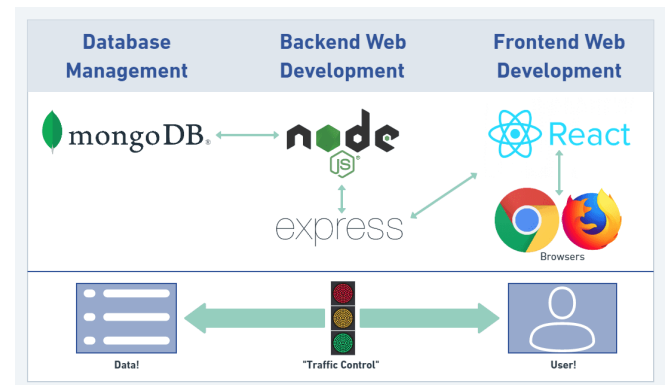 Database
Management
Backend Web
Development
Frontend Web
Development
mongoDB®
node
JS
express
React
Browsers
Data!
"Traffic Control"
User!